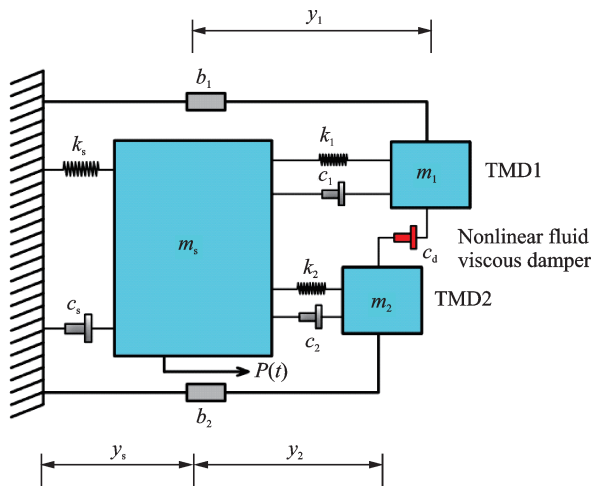 y₁
b₁
kₛ
k₁
c₁
m₁
TMD1
mₛ
c_d
Nonlinear fluid
viscous damper
k₂
m₂
TMD2
cₛ
c₂
P(t)
b₂
yₛ
y₂